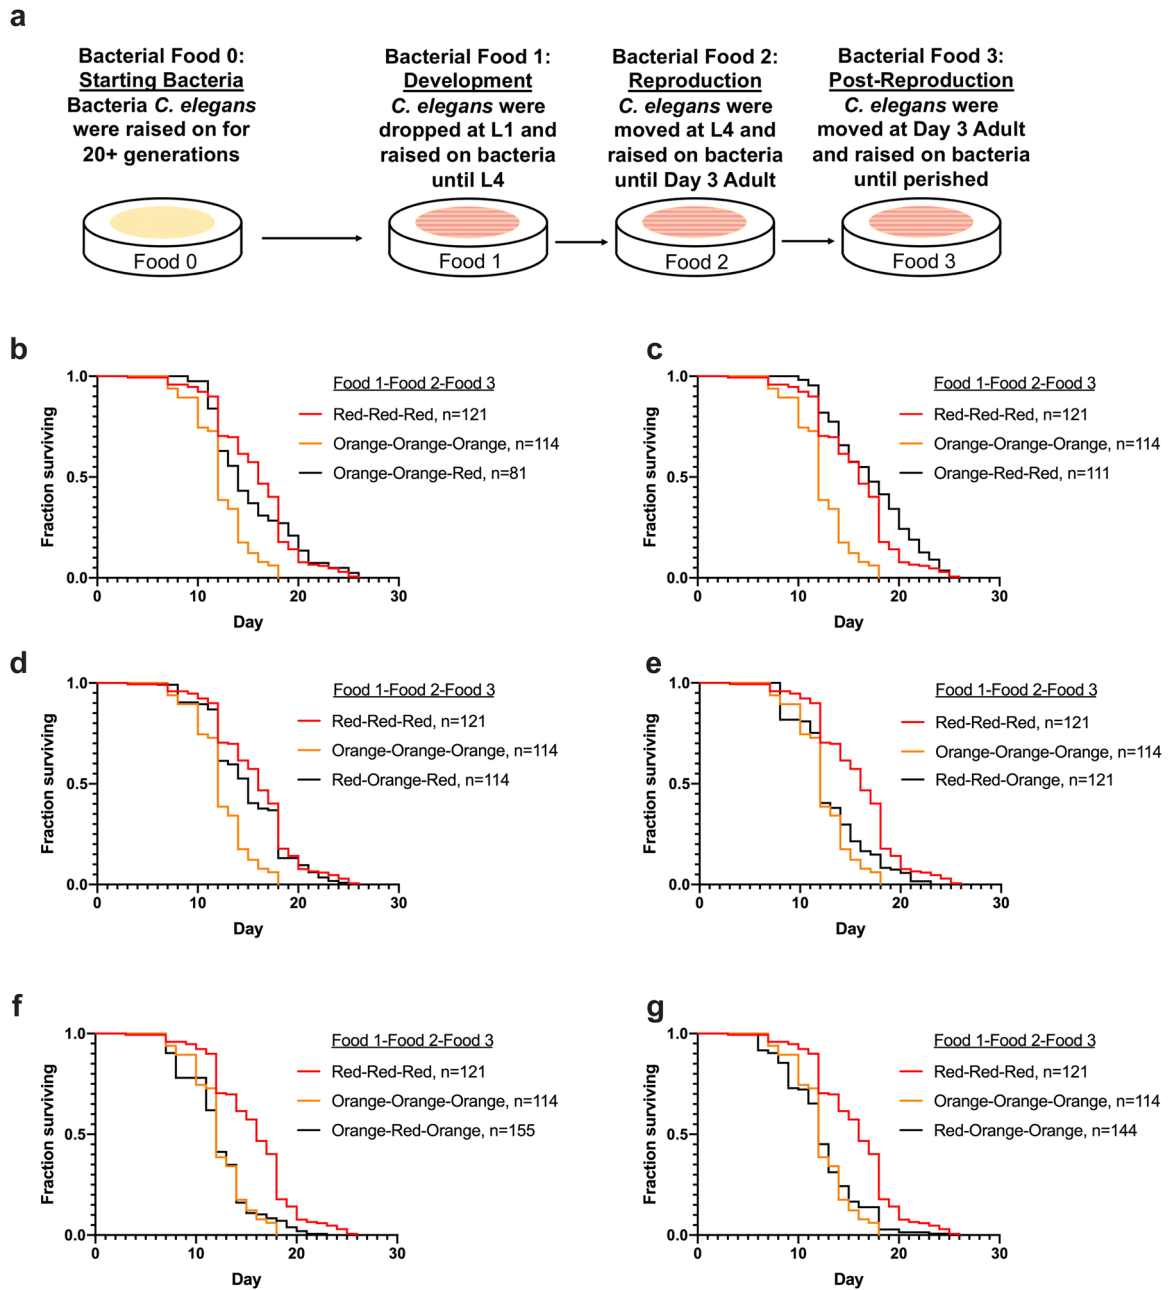 a
Bacterial Food 0:
Starting Bacteria
Bacteria C. elegans
were raised on for
20+ generations
Food 0
Bacterial Food 1:
Development
C. elegans were
dropped at L1 and
raised on bacteria
until L4
Food 1
Bacterial Food 2:
Reproduction
C. elegans were
moved at L4 and
raised on bacteria
until Day 3 Adult
Food 2
Bacterial Food 3:
Post-Reproduction
C. elegans were
moved at Day 3 Adult
and raised on bacteria
until perished
Food 3
b
Fraction surviving
1.0
0.5
0.0
0 10 20 30
Day
Food 1-Food 2-Food 3
Red-Red-Red, n=121
Orange-Orange-Orange, n=114
Orange-Orange-Red, n=81
c
Fraction surviving
1.0
0.5
0.0
0 10 20 30
Day
Food 1-Food 2-Food 3
Red-Red-Red, n=121
Orange-Orange-Orange, n=114
Orange-Red-Red, n=111
d
Fraction surviving
1.0
0.5
0.0
0 10 20 30
Day
Food 1-Food 2-Food 3
Red-Red-Red, n=121
Orange-Orange-Orange, n=114
Red-Orange-Red, n=114
e
Fraction surviving
1.0
0.5
0.0
0 10 20 30
Day
Food 1-Food 2-Food 3
Red-Red-Red, n=121
Orange-Orange-Orange, n=114
Red-Red-Orange, n=121
f
Fraction surviving
1.0
0.5
0.0
0 10 20 30
Day
Food 1-Food 2-Food 3
Red-Red-Red, n=121
Orange-Orange-Orange, n=114
Orange-Red-Orange, n=155
g
Fraction surviving
1.0
0.5
0.0
0 10 20 30
Day
Food 1-Food 2-Food 3
Red-Red-Red, n=121
Orange-Orange-Orange, n=114
Red-Orange-Orange, n=144